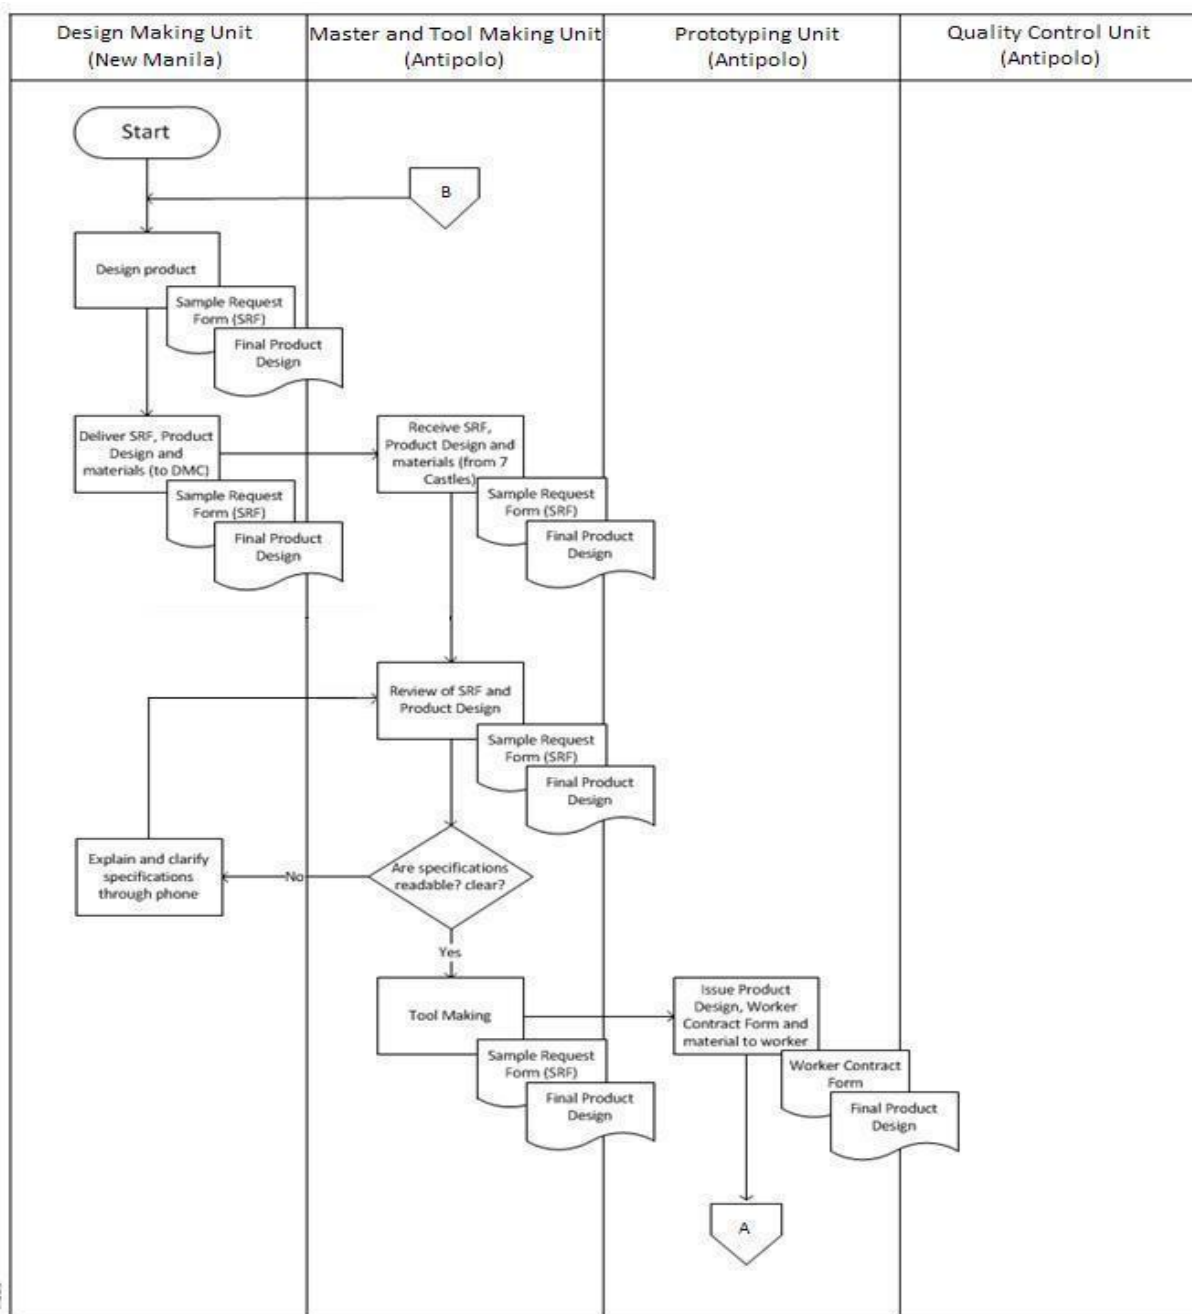 Design Making Unit
(New Manila)
Master and Tool Making Unit
(Antipolo)
Prototyping Unit
(Antipolo)
Quality Control Unit
(Antipolo)
Start
B
Design product
Sample Request
Form (SRF)
Final Product
Design
Deliver SRF, Product
Design and
materials (to DMC)
Sample Request
Form (SRF)
Final Product
Design
Receive SRF,
Product Design and
materials (from 7
Castles)
Sample Request
Form (SRF)
Final Product
Design
Review of SRF and
Product Design
Sample Request
Form (SRF)
Final Product
Design
Explain and clarify
specifications
through phone
No
Are specifications
readable? clear?
Yes
Tool Making
Sample Request
Form (SRF)
Final Product
Design
Issue Product
Design, Worker
Contract Form and
material to worker
Worker Contract
Form
Final Product
Design
A